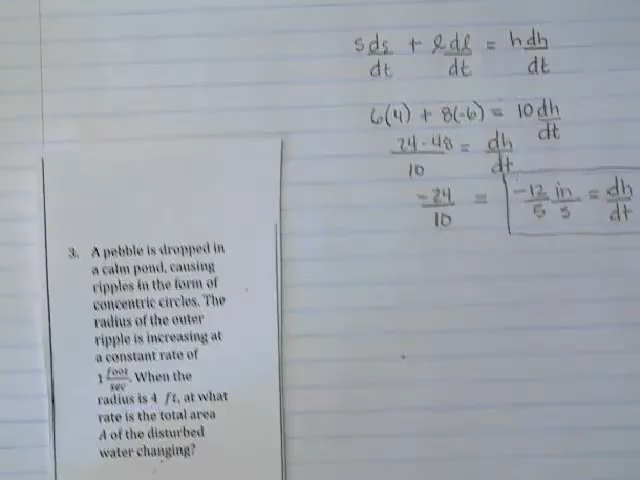 s ds/dt + l dl/dt = h dh/dt
6(4) + 8(-6) = 10 dh/dt
24 - 48/10 = dh/dt
-24/10 = -12/5 in/s = dh/dt
3. A pebble is dropped in
a calm pond, causing
ripples in the form of
concentric circles. The
radius of the outer
ripple is increasing at
a constant rate of
1 foot/sec. When the
radius is 4 ft, at what
rate is the total area
A of the disturbed
water changing?